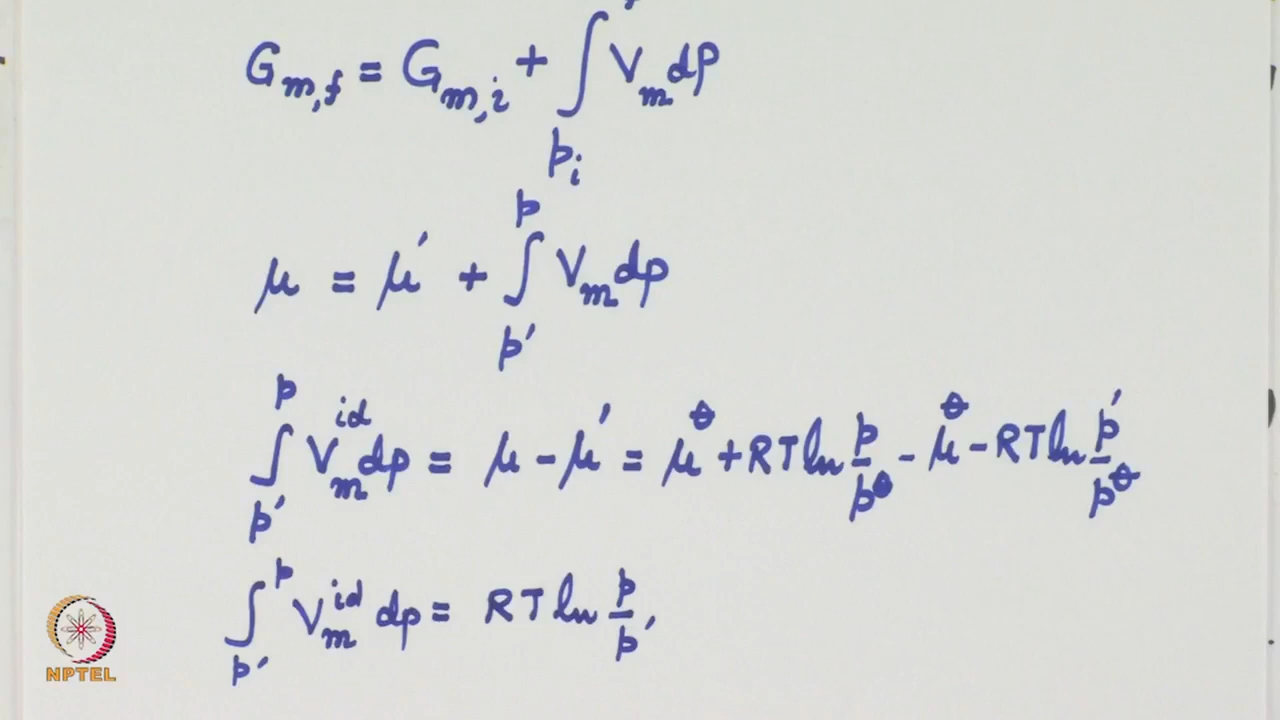 G_{m,f} = G_{m,i} + ∫_{p_i} V_m dp
μ = μ′ + ∫_{p′}^{p} V_m dp
∫_{p′}^{p} V_m^{id} dp = μ − μ′ = μ^⦵ + RT ln p/p^⦵ − μ^⦵ − RT ln p′/p^⦵
∫_{p′}^{p} V_m^{id} dp = RT ln p/p′
NPTEL